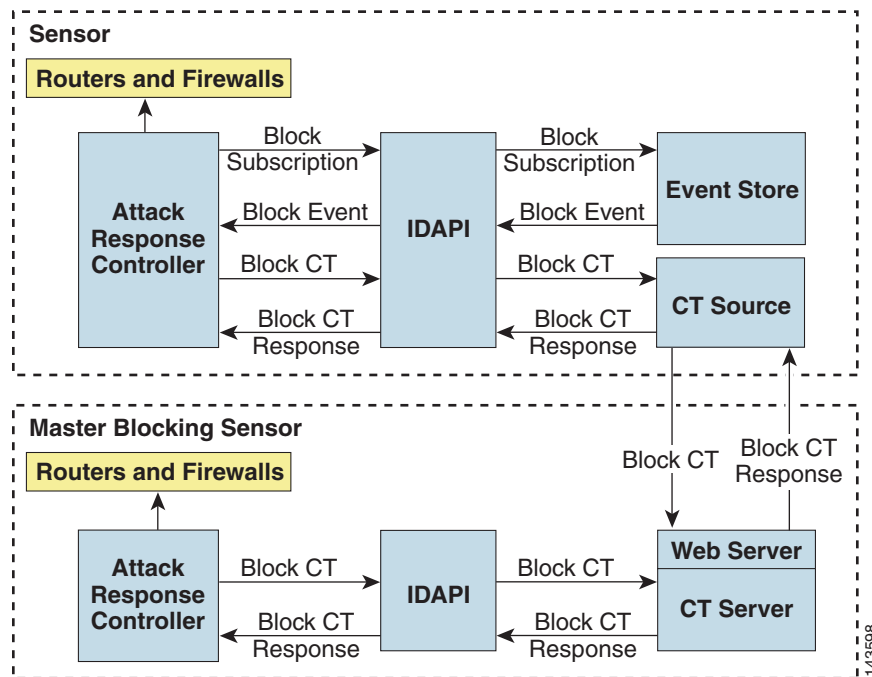 Sensor
Routers and Firewalls
Attack
Response
Controller
Block
Subscription
Block Event
Block CT
Block CT
Response
IDAPI
Block
Subscription
Block Event
Block CT
Block CT
Response
Event Store
CT Source
Block CT
Block CT
Response
Master Blocking Sensor
Routers and Firewalls
Attack
Response
Controller
Block CT
Block CT
Response
IDAPI
Block CT
Block CT
Response
Web Server
CT Server
143598